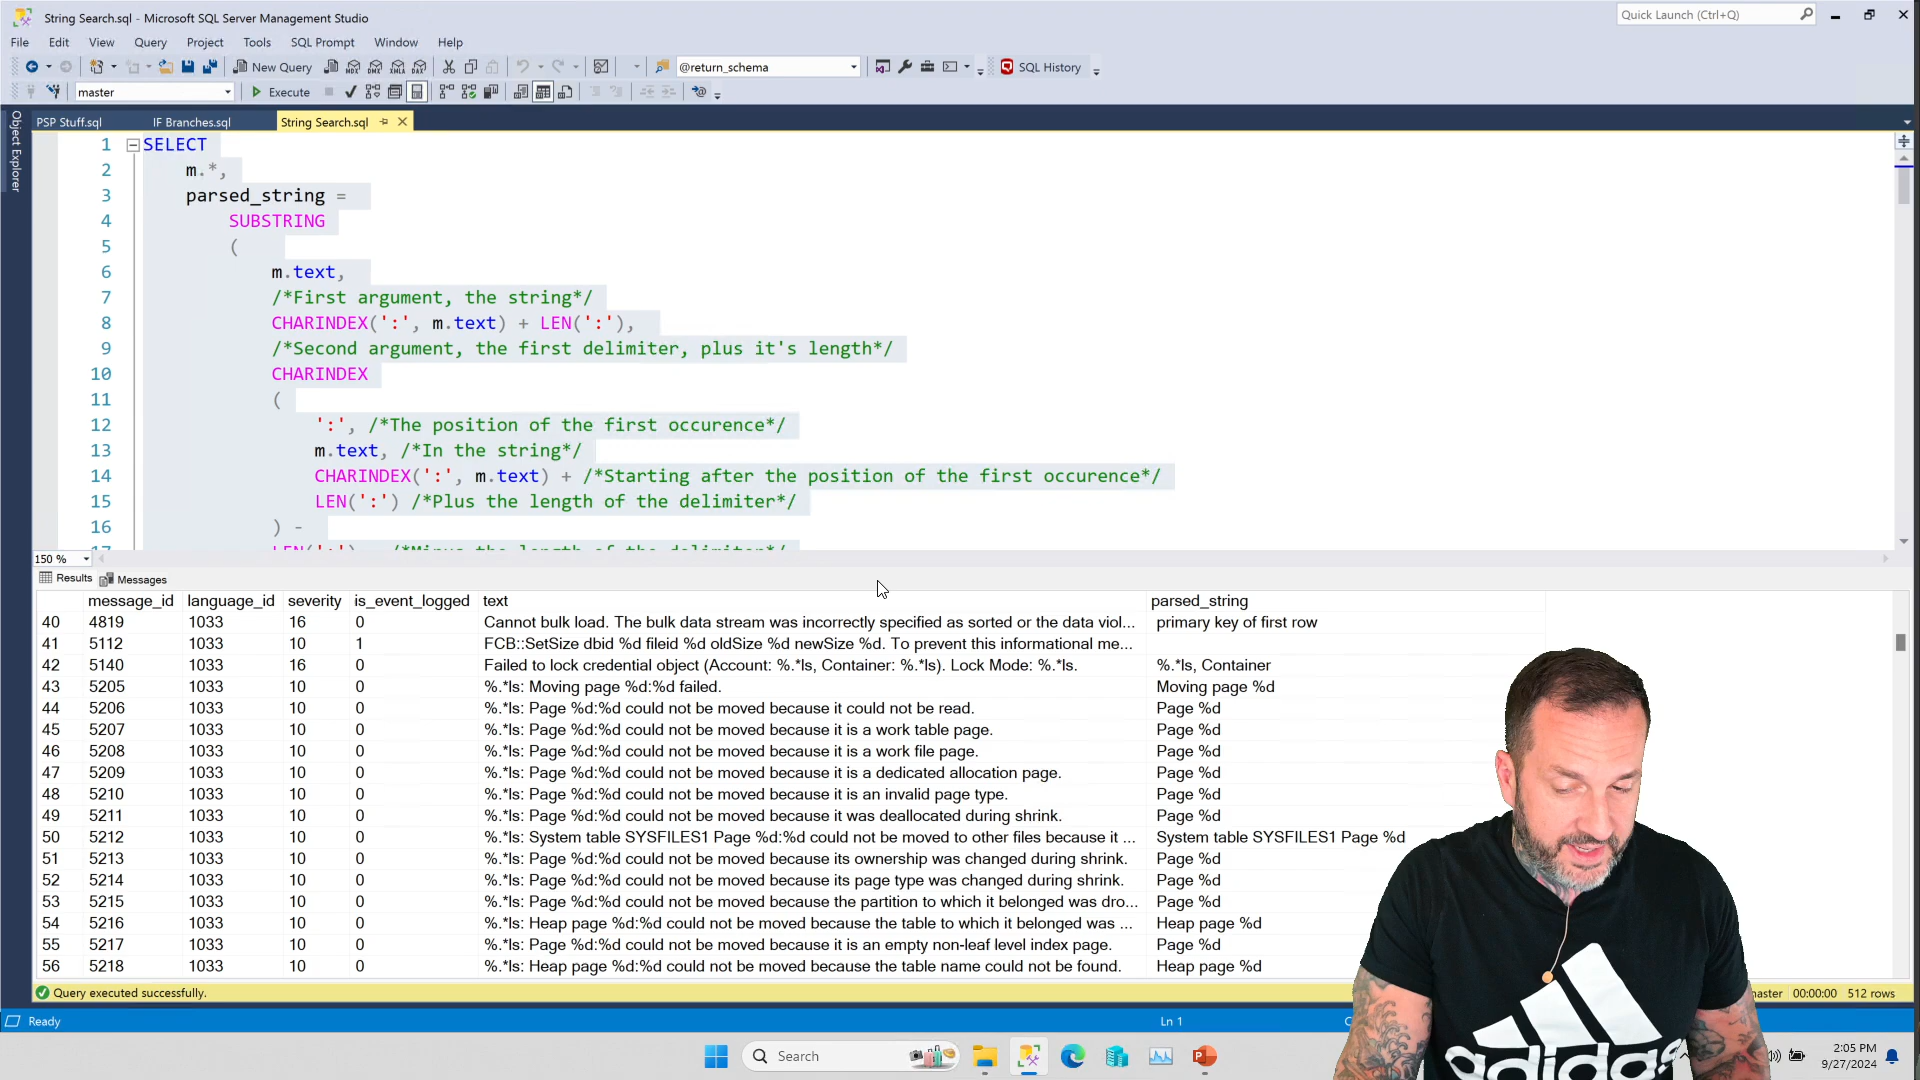 String Search.sql - Microsoft SQL Server Management Studio
Quick Launch (Ctrl+Q)
File Edit View Query Project Tools SQL Prompt Window Help
New Query @return_schema SQL History
master Execute
Object Explorer
PSP Stuff.sql IF Branches.sql String Search.sql
1 SELECT
2 m.*,
3 parsed_string =
4 SUBSTRING
5 (
6 m.text,
7 /*First argument, the string*/
8 CHARINDEX(':', m.text) + LEN(':'),
9 /*Second argument, the first delimiter, plus it's length*/
10 CHARINDEX
11 (
12 ':', /*The position of the first occurence*/
13 m.text, /*In the string*/
14 CHARINDEX(':', m.text) + /*Starting after the position of the first occurence*/
15 LEN(':') /*Plus the length of the delimiter*/
16 ) -
17 LEN(':') /*Minus the length of the delimiter*/
150 %
Results Messages
message_id language_id severity is_event_logged text parsed_string
40 4819 1033 16 0 Cannot bulk load. The bulk data stream was incorrectly specified as sorted or the data viol... primary key of first row
41 5112 1033 10 1 FCB::SetSize dbid %d fileid %d oldSize %d newSize %d. To prevent this informational me...
42 5140 1033 16 0 Failed to lock credential object (Account: %.*ls, Container: %.*ls). Lock Mode: %.*ls. %.*ls, Container
43 5205 1033 10 0 %.*ls: Moving page %d:%d failed. Moving page %d
44 5206 1033 10 0 %.*ls: Page %d:%d could not be moved because it could not be read. Page %d
45 5207 1033 10 0 %.*ls: Page %d:%d could not be moved because it is a work table page. Page %d
46 5208 1033 10 0 %.*ls: Page %d:%d could not be moved because it is a work file page. Page %d
47 5209 1033 10 0 %.*ls: Page %d:%d could not be moved because it is a dedicated allocation page. Page %d
48 5210 1033 10 0 %.*ls: Page %d:%d could not be moved because it is an invalid page type. Page %d
49 5211 1033 10 0 %.*ls: Page %d:%d could not be moved because it was deallocated during shrink. Page %d
50 5212 1033 10 0 %.*ls: System table SYSFILES1 Page %d:%d could not be moved to other files because it ... System table SYSFILES1 Page %d
51 5213 1033 10 0 %.*ls: Page %d:%d could not be moved because its ownership was changed during shrink. Page %d
52 5214 1033 10 0 %.*ls: Page %d:%d could not be moved because its page type was changed during shrink. Page %d
53 5215 1033 10 0 %.*ls: Page %d:%d could not be moved because the partition to which it belonged was dro... Page %d
54 5216 1033 10 0 %.*ls: Heap page %d:%d could not be moved because the table to which it belonged was ... Heap page %d
55 5217 1033 10 0 %.*ls: Page %d:%d could not be moved because it is an empty non-leaf level index page. Page %d
56 5218 1033 10 0 %.*ls: Heap page %d:%d could not be moved because the table name could not be found. Heap page %d
Query executed successfully. master 00:00:00 512 rows
Ready Ln 1
Search
2:05 PM
9/27/2024
adidas